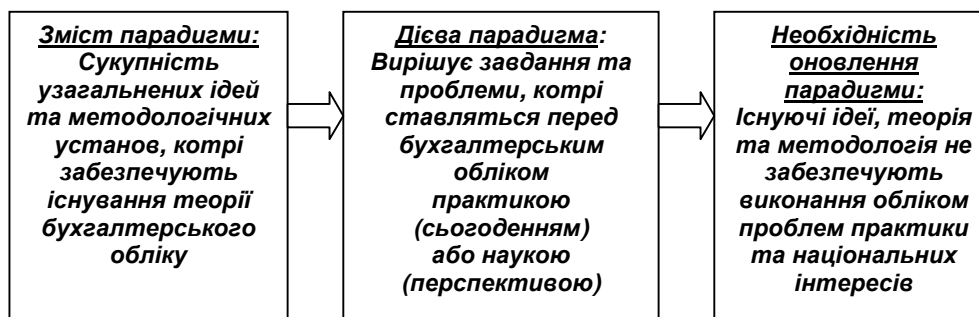 Зміст парадигми:
Сукупність
узагальнених ідей
та методологічних
установ, котрі
забезпечують
існування теорії
бухгалтерського
обліку
Дієва парадигма:
Вирішує завдання та
проблеми, котрі
ставляться перед
бухгалтерським
обліком
практикою
(сьогоденням)
або наукою
(перспективою)
Необхідність
оновлення
парадигми:
Існуючі ідеї, теорія
та методологія не
забезпечують
виконання обліком
проблем практики
та національних
інтересів